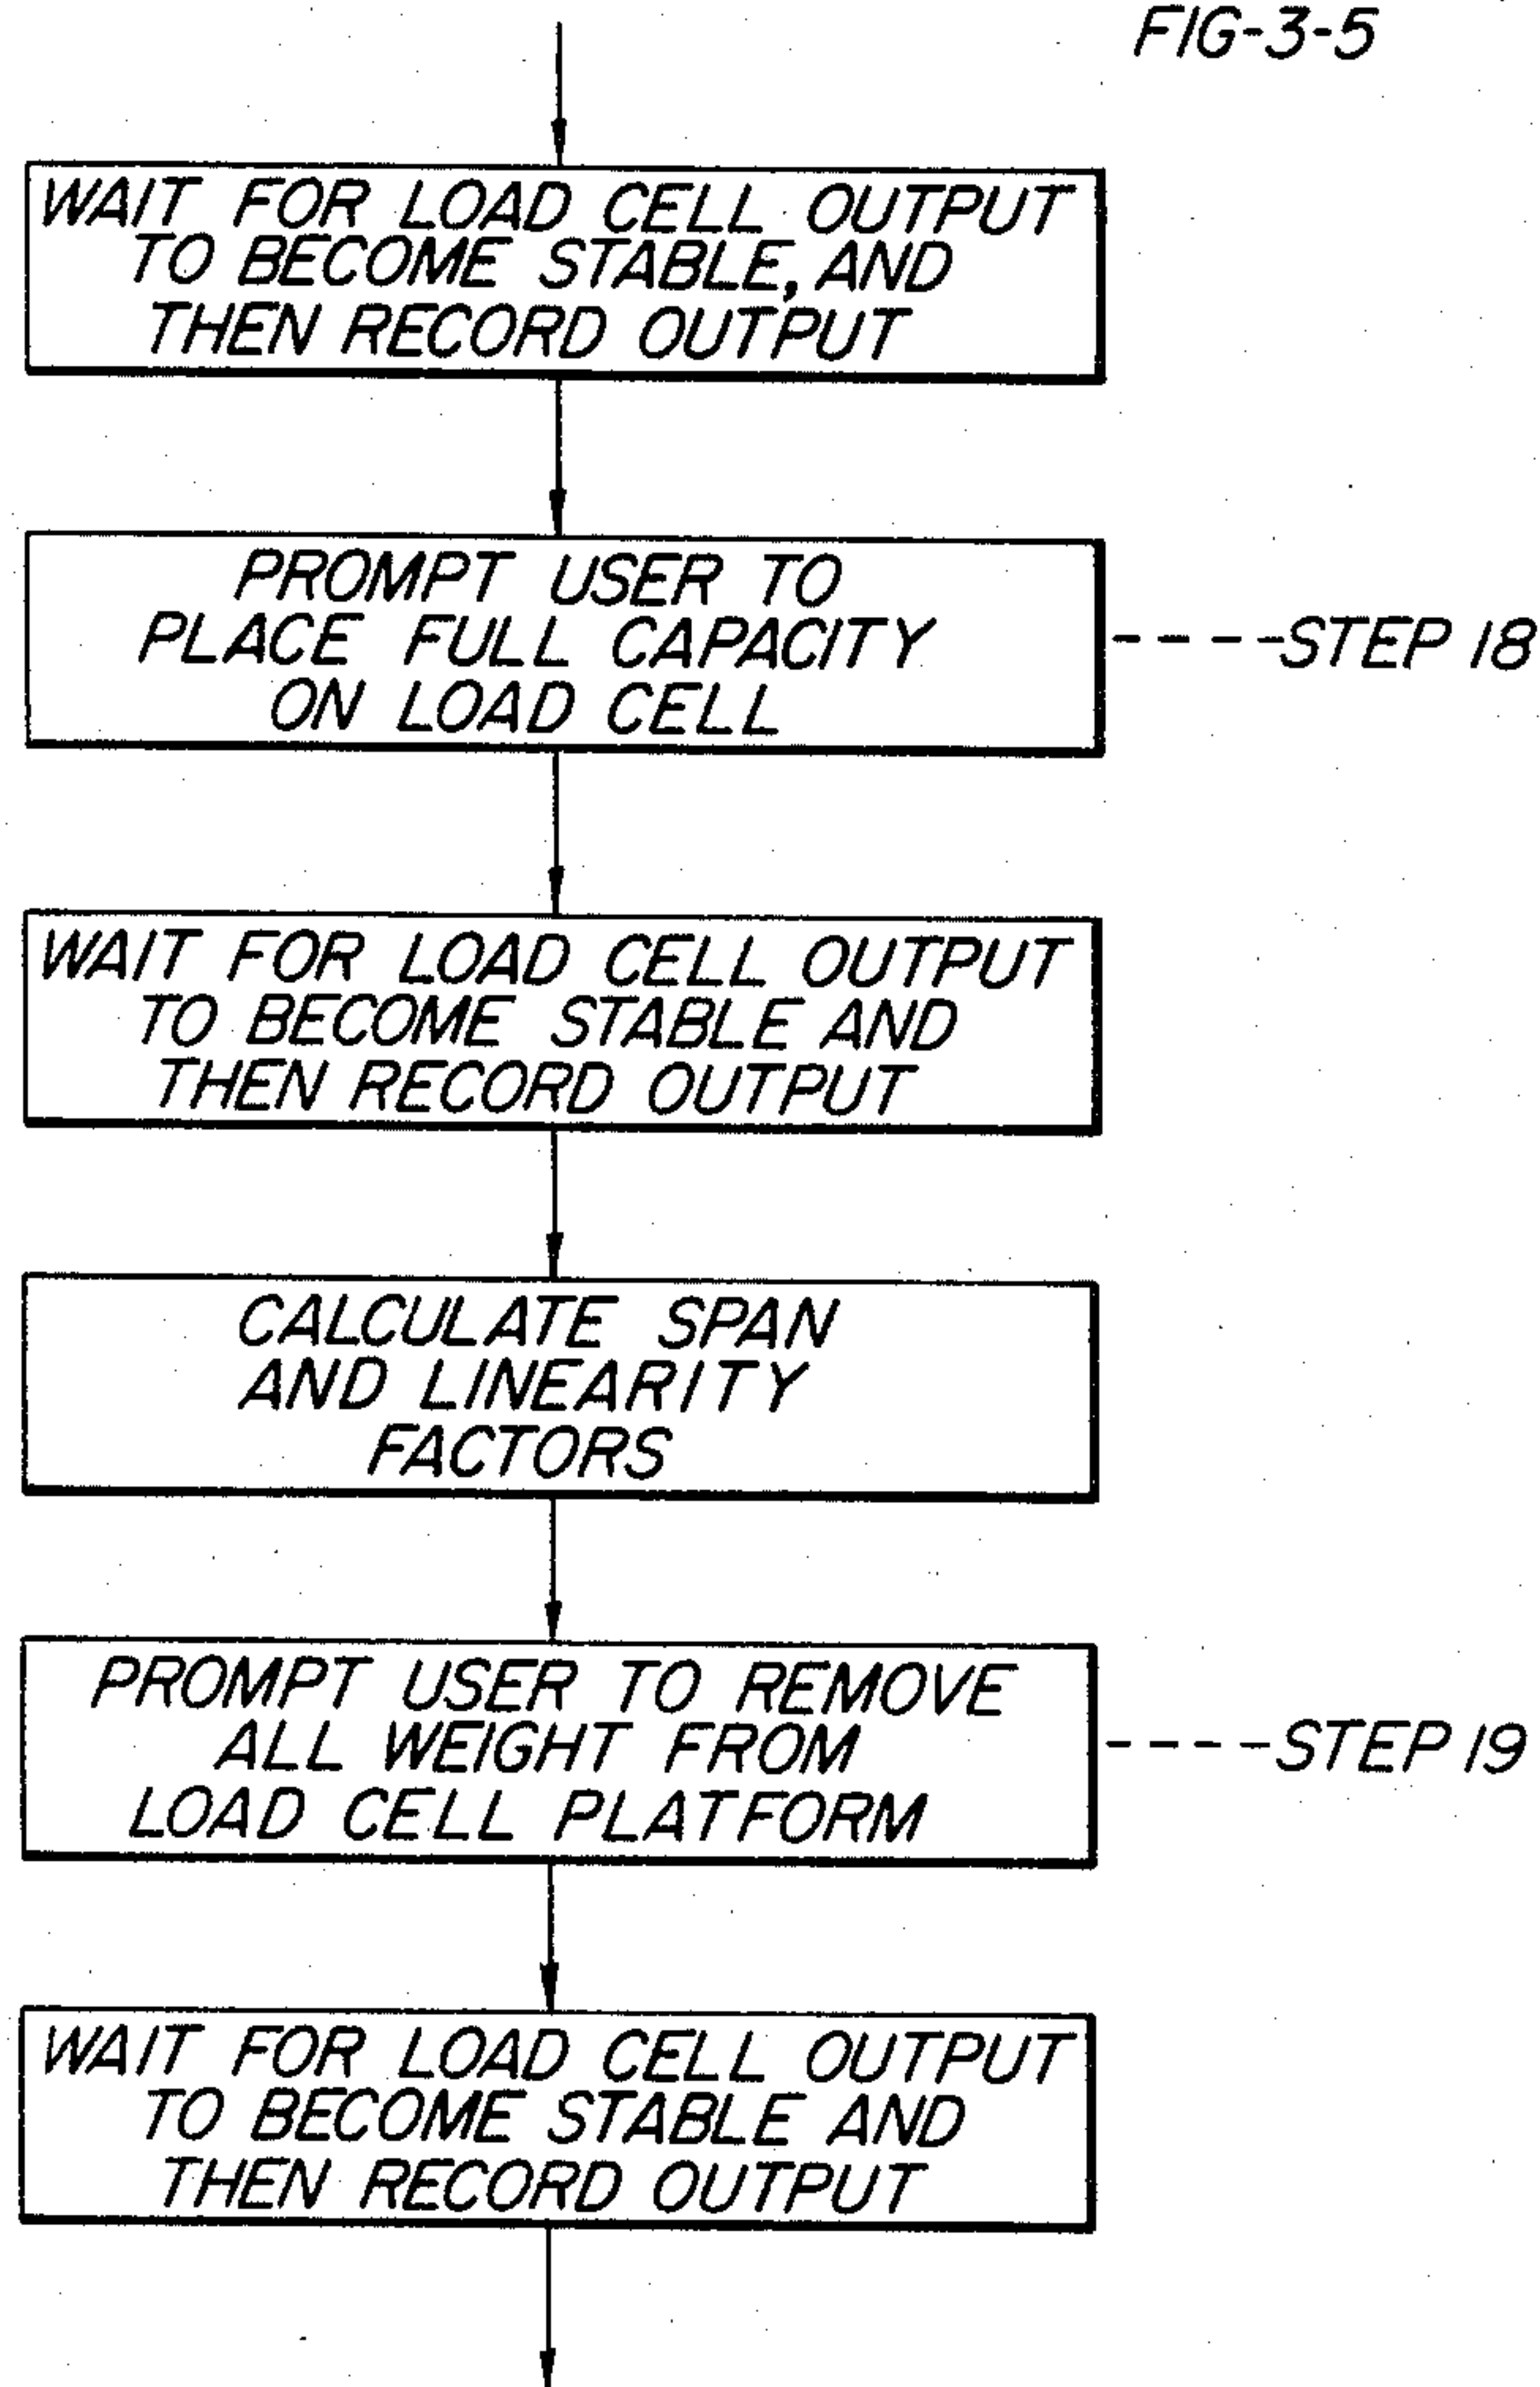 FIG-3-5
WAIT FOR LOAD CELL OUTPUT
TO BECOME STABLE, AND
THEN RECORD OUTPUT
PROMPT USER TO
PLACE FULL CAPACITY
ON LOAD CELL
----STEP 18
WAIT FOR LOAD CELL OUTPUT
TO BECOME STABLE AND
THEN RECORD OUTPUT
CALCULATE SPAN
AND LINEARITY
FACTORS
PROMPT USER TO REMOVE
ALL WEIGHT FROM
LOAD CELL PLATFORM
----STEP 19
WAIT FOR LOAD CELL OUTPUT
TO BECOME STABLE AND
THEN RECORD OUTPUT